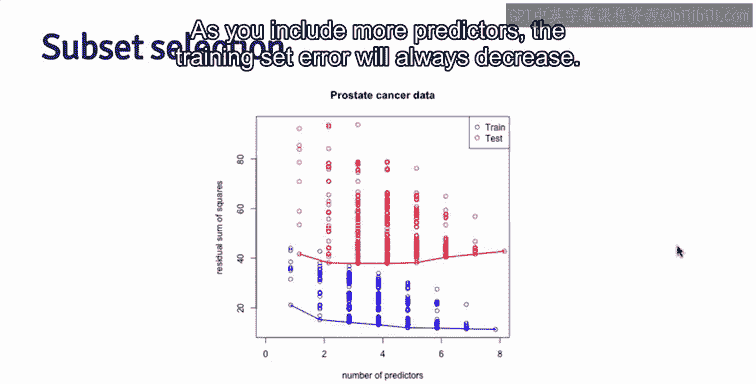 As you include more predictors, the
training set error will always decrease.
Subset selection
Prostate cancer data
Train
Test
residual sum of squares
80
60
40
20
0 2 4 6 8
number of predictors